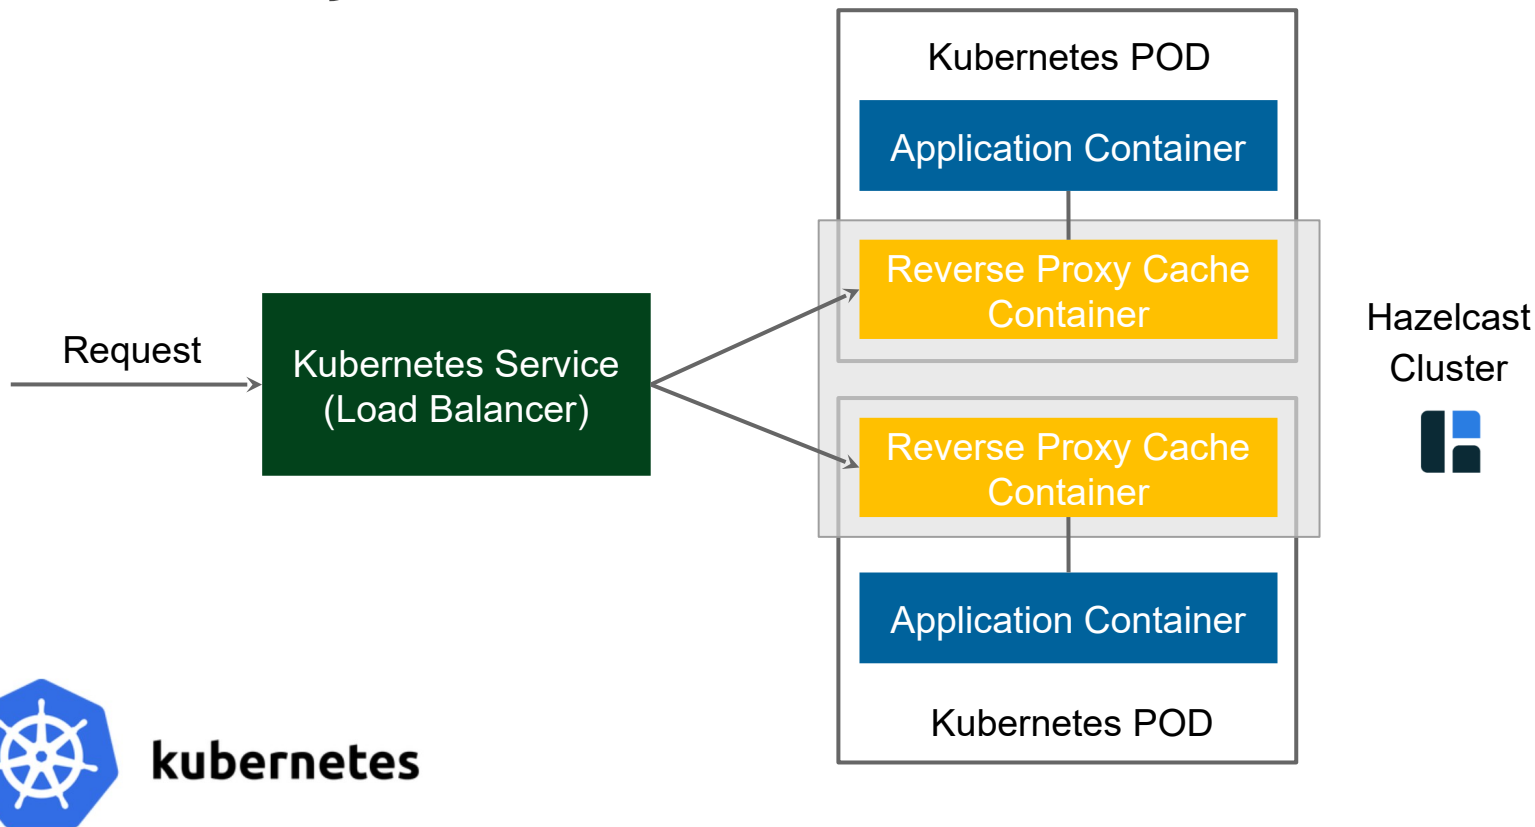 Kubernetes POD
Application Container
Reverse Proxy Cache
Container
Request
Kubernetes Service
(Load Balancer)
Hazelcast
Cluster
Reverse Proxy Cache
Container
Application Container
Kubernetes POD
kubernetes